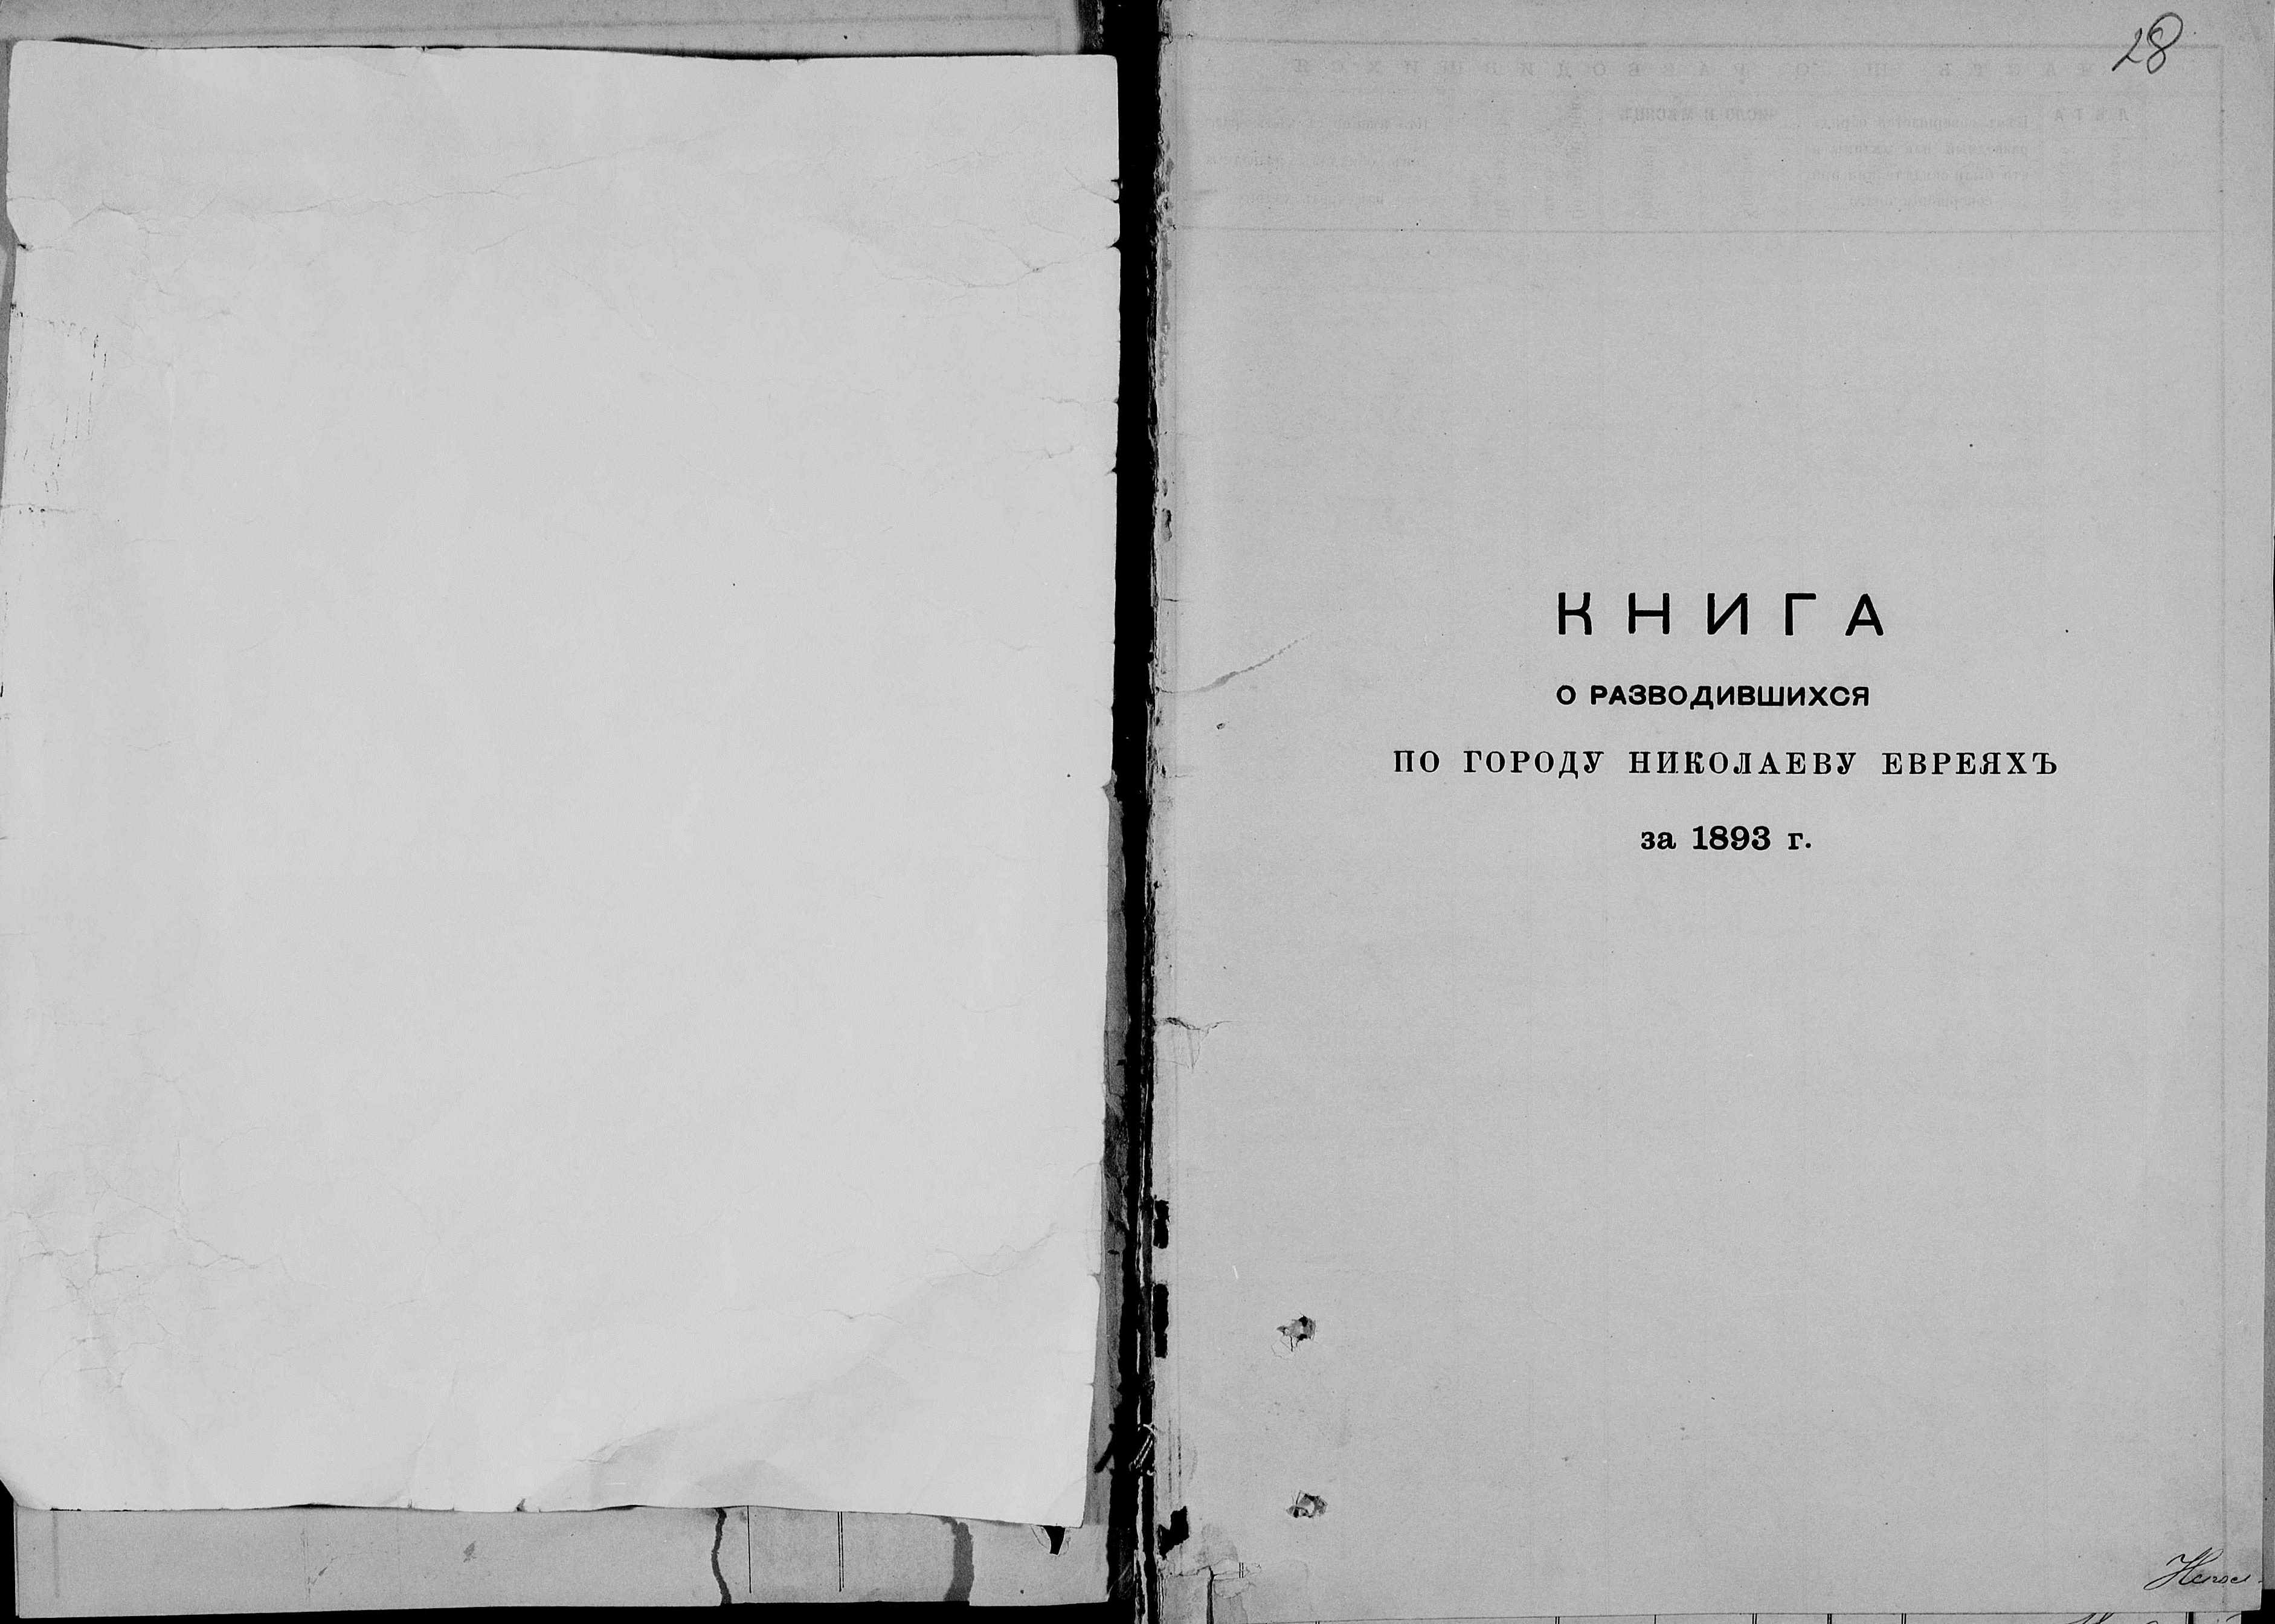 28
КНИГА
О РАЗВОДИВШИХСЯ
ПО ГОРОДУ НИКОЛАЕВУ ЕВРЕЯХЪ
за 1893 г.